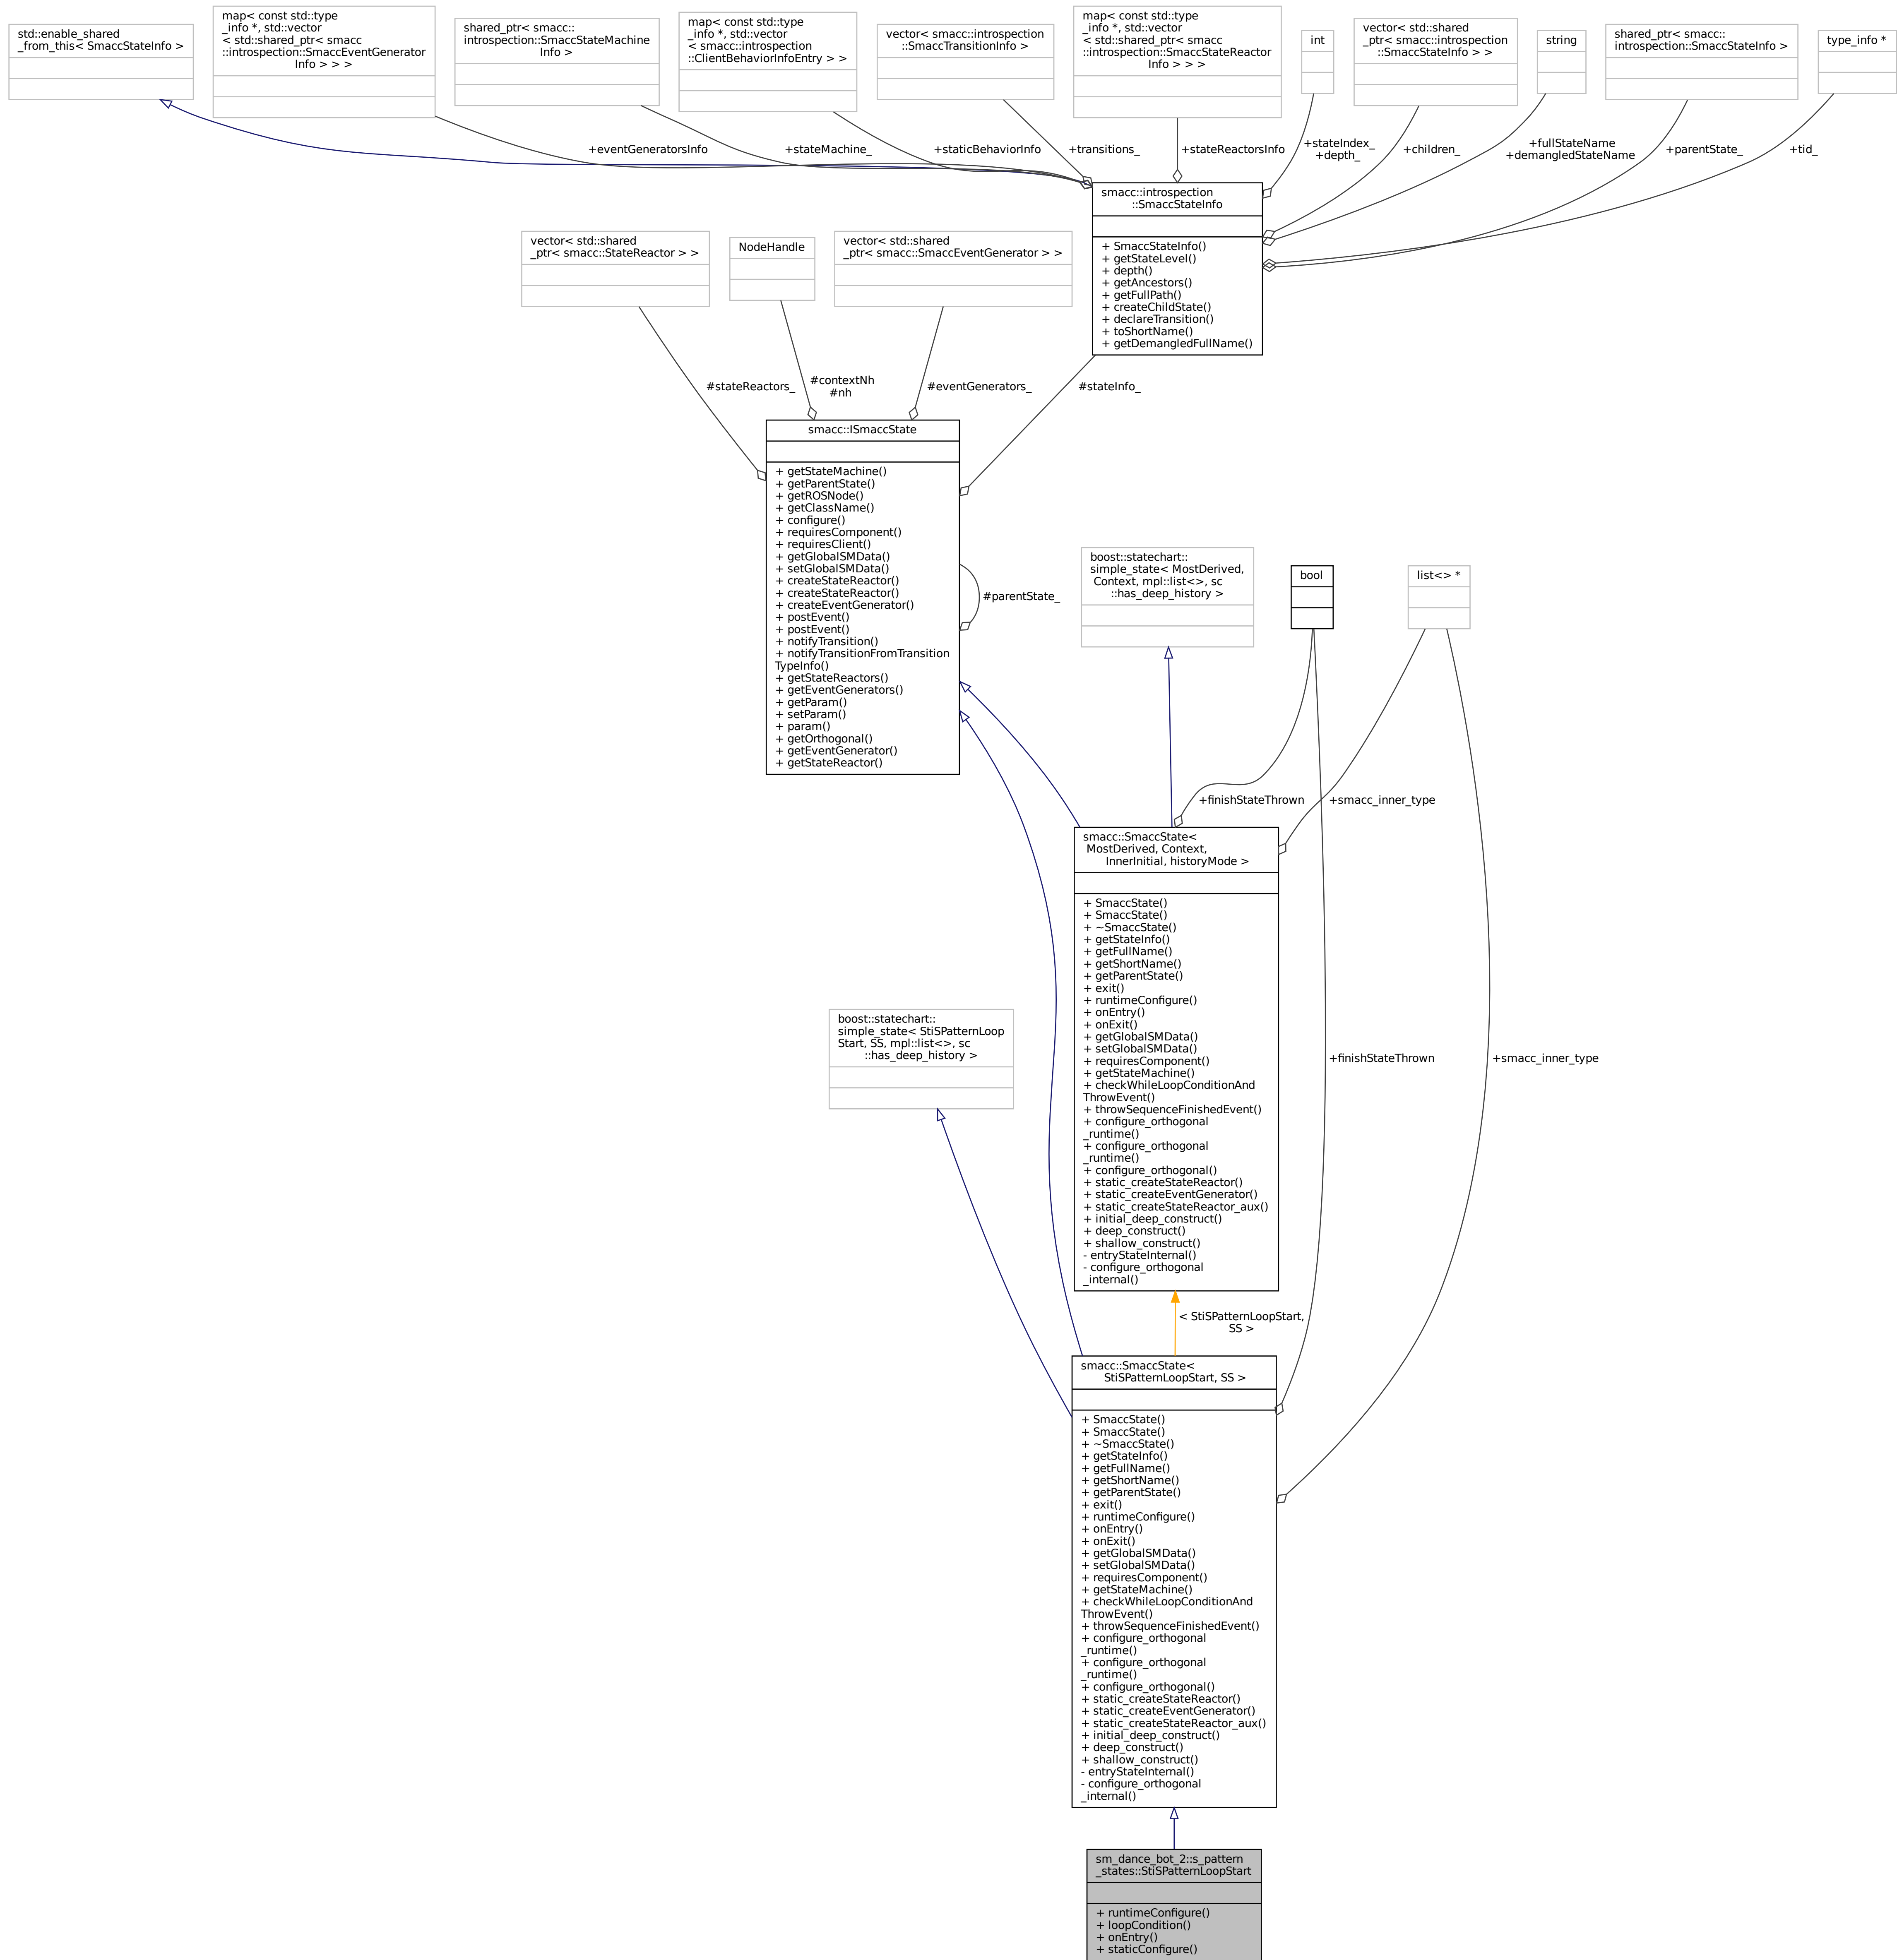 std::enable_shared
_from_this< SmaccStateInfo >
map< const std::type
_info *, std::vector
< std::shared_ptr< smacc
::introspection::SmaccEventGenerator
Info > > >
shared_ptr< smacc::
introspection::SmaccStateMachine
Info >
map< const std::type
_info *, std::vector
< smacc::introspection
::ClientBehaviorInfoEntry > >
vector< smacc::introspection
::SmaccTransitionInfo >
map< const std::type
_info *, std::vector
< std::shared_ptr< smacc
::introspection::SmaccStateReactor
Info > > >
int
vector< std::shared
_ptr< smacc::introspection
::SmaccStateInfo > >
string
shared_ptr< smacc::
introspection::SmaccStateInfo >
type_info *
+eventGeneratorsInfo
+stateMachine_
+staticBehaviorInfo
+transitions_
+stateReactorsInfo
+stateIndex_
+depth_
+children_
+fullStateName
+demangledStateName
+parentState_
+tid_
smacc::introspection
::SmaccStateInfo
+ SmaccStateInfo()
+ getStateLevel()
+ depth()
+ getAncestors()
+ getFullPath()
+ createChildState()
+ declareTransition()
+ toShortName()
+ getDemangledFullName()
vector< std::shared
_ptr< smacc::StateReactor > >
NodeHandle
vector< std::shared
_ptr< smacc::SmaccEventGenerator > >
#stateReactors_
#contextNh
#nh
#eventGenerators_
#stateInfo_
smacc::ISmaccState
+ getStateMachine()
+ getParentState()
+ getROSNode()
+ getClassName()
+ configure()
+ requiresComponent()
+ requiresClient()
+ getGlobalSMData()
+ setGlobalSMData()
+ createStateReactor()
+ createStateReactor()
+ createEventGenerator()
+ postEvent()
+ postEvent()
+ notifyTransition()
+ notifyTransitionFromTransition
TypeInfo()
+ getStateReactors()
+ getEventGenerators()
+ getParam()
+ setParam()
+ param()
+ getOrthogonal()
+ getEventGenerator()
+ getStateReactor()
#parentState_
boost::statechart::
simple_state< MostDerived,
Context, mpl::list<>, sc
::has_deep_history >
bool
list<> *
+finishStateThrown
+smacc_inner_type
smacc::SmaccState<
MostDerived, Context,
InnerInitial, historyMode >
+ SmaccState()
+ SmaccState()
+ ~SmaccState()
+ getStateInfo()
+ getFullName()
+ getShortName()
+ getParentState()
+ exit()
+ runtimeConfigure()
+ onEntry()
+ onExit()
+ getGlobalSMData()
+ setGlobalSMData()
+ requiresComponent()
+ getStateMachine()
+ checkWhileLoopConditionAnd
ThrowEvent()
+ throwSequenceFinishedEvent()
+ configure_orthogonal
_runtime()
+ configure_orthogonal
_runtime()
+ configure_orthogonal()
+ static_createStateReactor()
+ static_createEventGenerator()
+ static_createStateReactor_aux()
+ initial_deep_construct()
+ deep_construct()
+ shallow_construct()
- entryStateInternal()
- configure_orthogonal
_internal()
boost::statechart::
simple_state< StiSPatternLoop
Start, SS, mpl::list<>, sc
::has_deep_history >
+finishStateThrown
+smacc_inner_type
< StiSPatternLoopStart,
SS >
smacc::SmaccState<
StiSPatternLoopStart, SS >
+ SmaccState()
+ SmaccState()
+ ~SmaccState()
+ getStateInfo()
+ getFullName()
+ getShortName()
+ getParentState()
+ exit()
+ runtimeConfigure()
+ onEntry()
+ onExit()
+ getGlobalSMData()
+ setGlobalSMData()
+ requiresComponent()
+ getStateMachine()
+ checkWhileLoopConditionAnd
ThrowEvent()
+ throwSequenceFinishedEvent()
+ configure_orthogonal
_runtime()
+ configure_orthogonal
_runtime()
+ configure_orthogonal()
+ static_createStateReactor()
+ static_createEventGenerator()
+ static_createStateReactor_aux()
+ initial_deep_construct()
+ deep_construct()
+ shallow_construct()
- entryStateInternal()
- configure_orthogonal
_internal()
sm_dance_bot_2::s_pattern
_states::StiSPatternLoopStart
+ runtimeConfigure()
+ loopCondition()
+ onEntry()
+ staticConfigure()